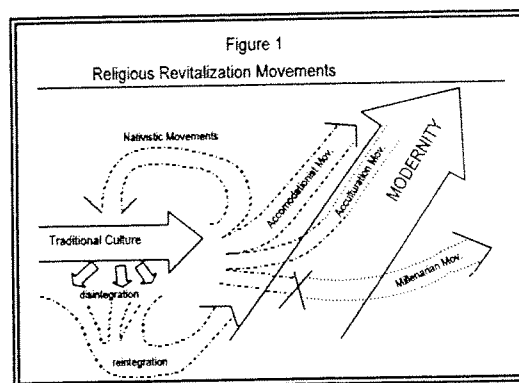 Figure 1
Religious Revitalization Movements
Nativistic Movements
Accomodational Mov.
Acculturation Mov.
MODERNITY
Traditional Culture
disintegration
Millenarian Mov.
reintegration